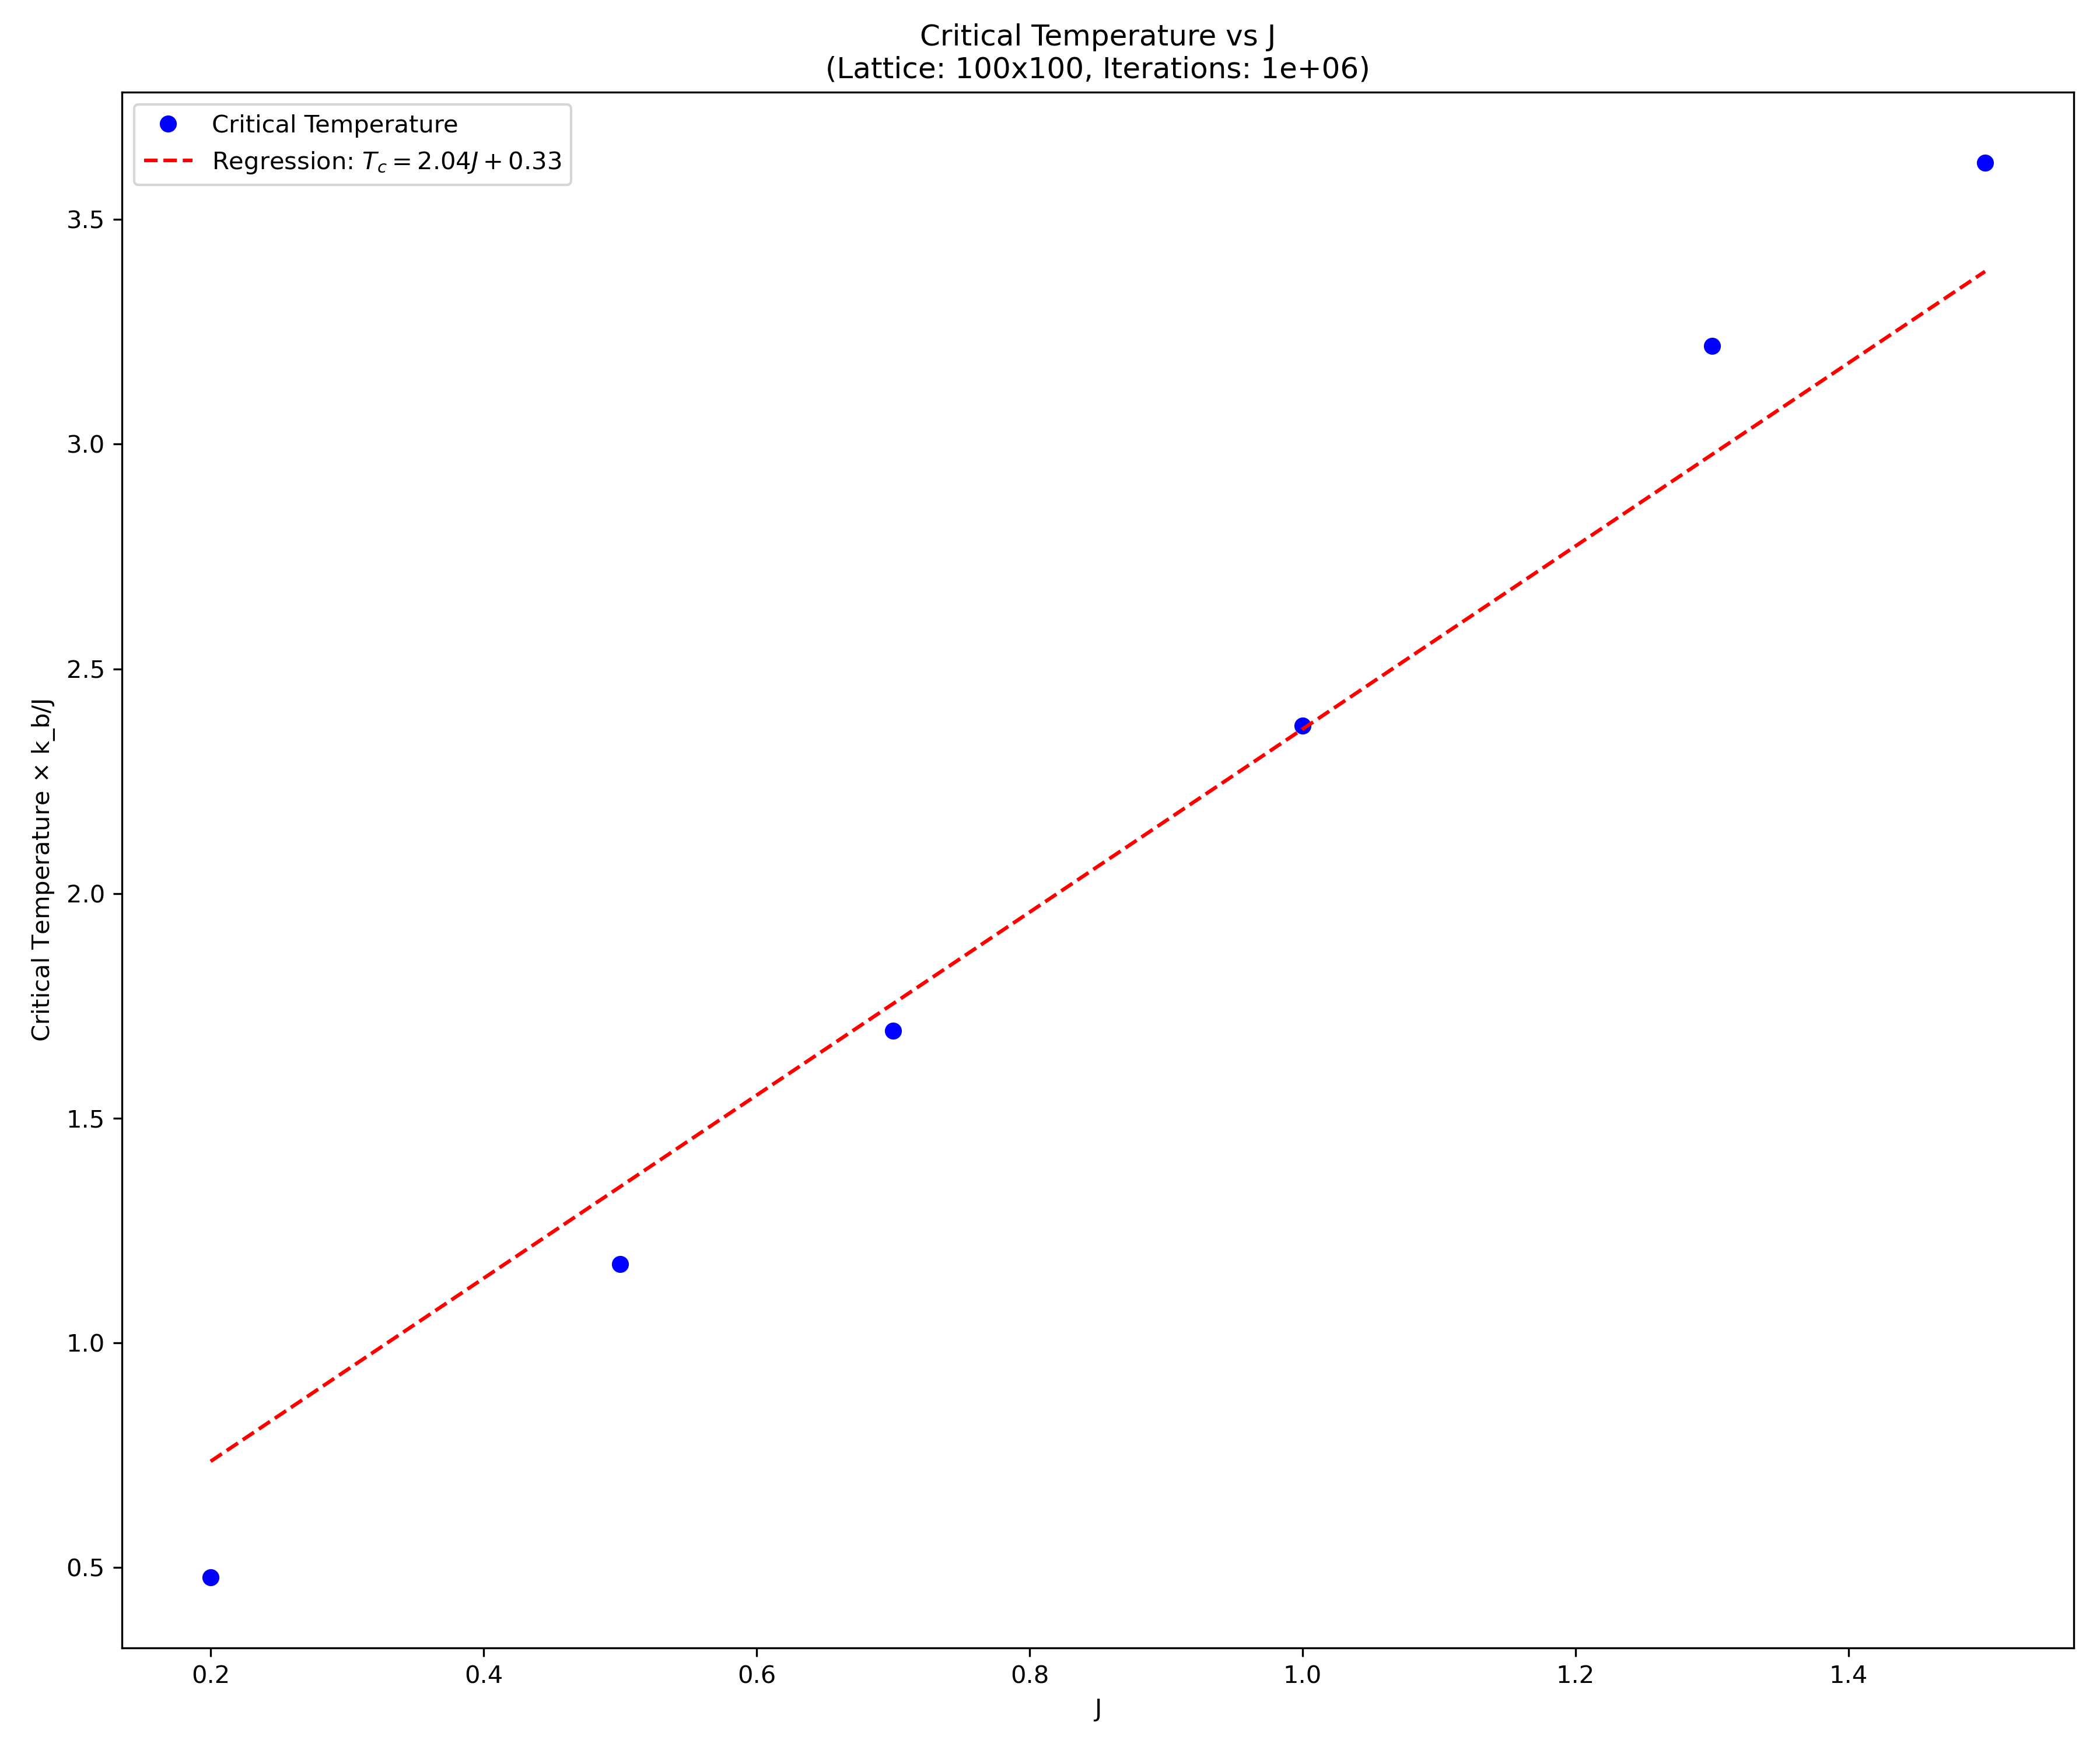 Critical Temperature vs J
(Lattice: 100x100, Iterations: 1e+06)
Critical Temperature
Regression: T_c = 2.04J + 0.33
3.5
3.0
2.5
2.0
1.5
1.0
0.5
Critical Temperature × k_b/J
0.2 0.4 0.6 0.8 1.0 1.2 1.4
J